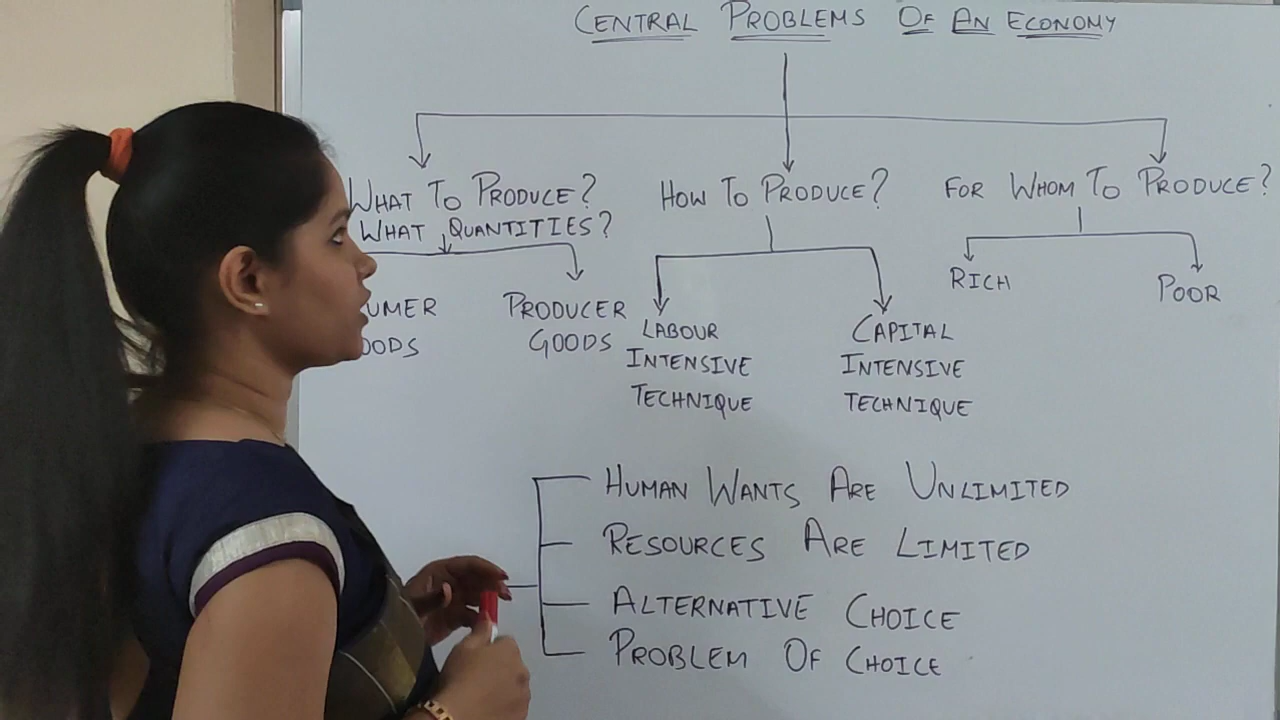 CENTRAL PROBLEMS OF AN ECONOMY
WHAT TO PRODUCE?
WHAT QUANTITIES?
UMER
OODS
PRODUCER
GOODS
HOW TO PRODUCE?
LABOUR
INTENSIVE
TECHNIQUE
CAPITAL
INTENSIVE
TECHNIQUE
FOR WHOM TO PRODUCE?
RICH
POOR
HUMAN WANTS ARE UNLIMITED
RESOURCES ARE LIMITED
ALTERNATIVE CHOICE
PROBLEM OF CHOICE